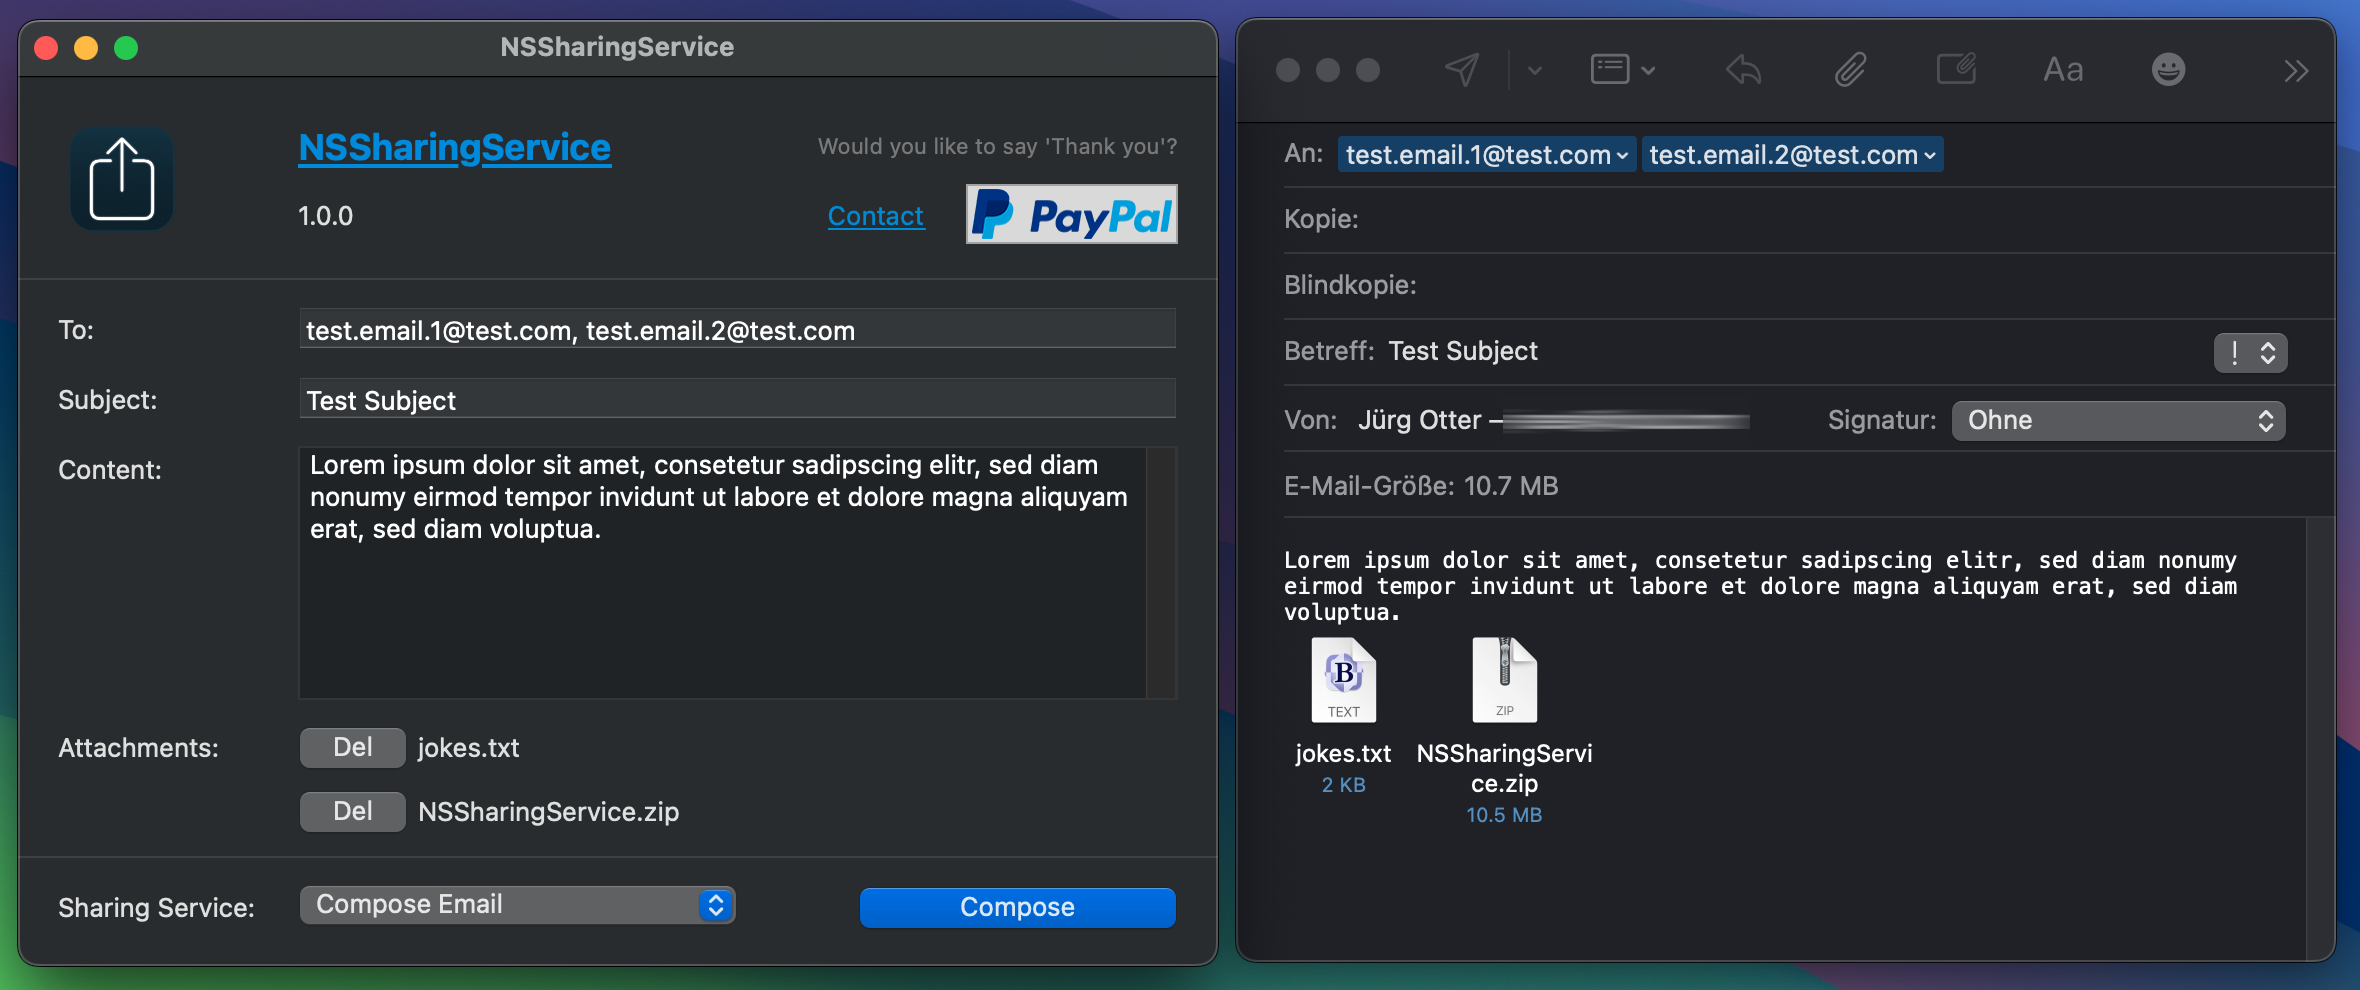 NSSharingService
NSSharingService
Would you like to say 'Thank you'?
1.0.0
Contact
PayPal
To:
test.email.1@test.com, test.email.2@test.com
Subject:
Test Subject
Content:
Lorem ipsum dolor sit amet, consetetur sadipscing elitr, sed diam
nonumy eirmod tempor invidunt ut labore et dolore magna aliquyam
erat, sed diam voluptua.
Attachments:
Del jokes.txt
Del NSSharingService.zip
Sharing Service:
Compose Email
Compose
Aa
An: test.email.1@test.com test.email.2@test.com
Kopie:
Blindkopie:
Betreff: Test Subject
!
Von: Jürg Otter –
Signatur: Ohne
E-Mail-Größe: 10.7 MB
Lorem ipsum dolor sit amet, consetetur sadipscing elitr, sed diam nonumy
eirmod tempor invidunt ut labore et dolore magna aliquyam erat, sed diam
voluptua.
B
TEXT
jokes.txt
2 KB
ZIP
NSSharingServi
ce.zip
10.5 MB